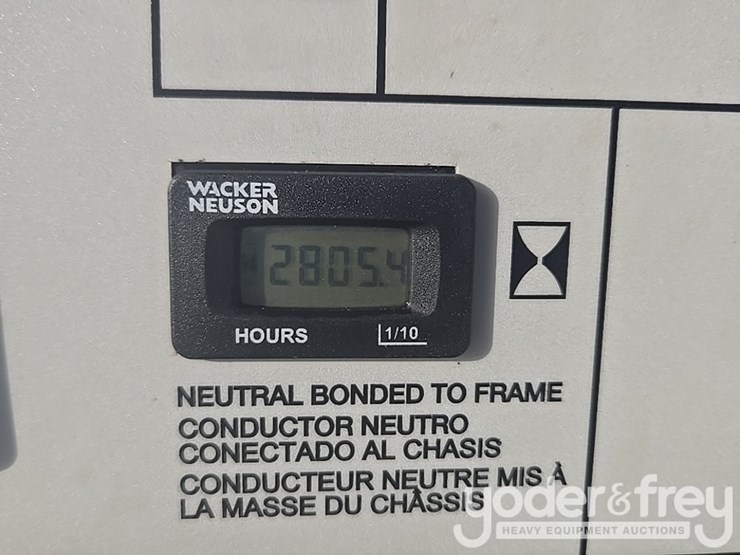 WACKER
NEUSON
2805.4
HOURS
1/10
NEUTRAL BONDED TO FRAME
CONDUCTOR NEUTRO
CONECTADO AL CHASIS
CONDUCTEUR NEUTRE MIS À
LA MASSE DU CHÂSSIS
yoder&frey
HEAVY EQUIPMENT AUCTIONS